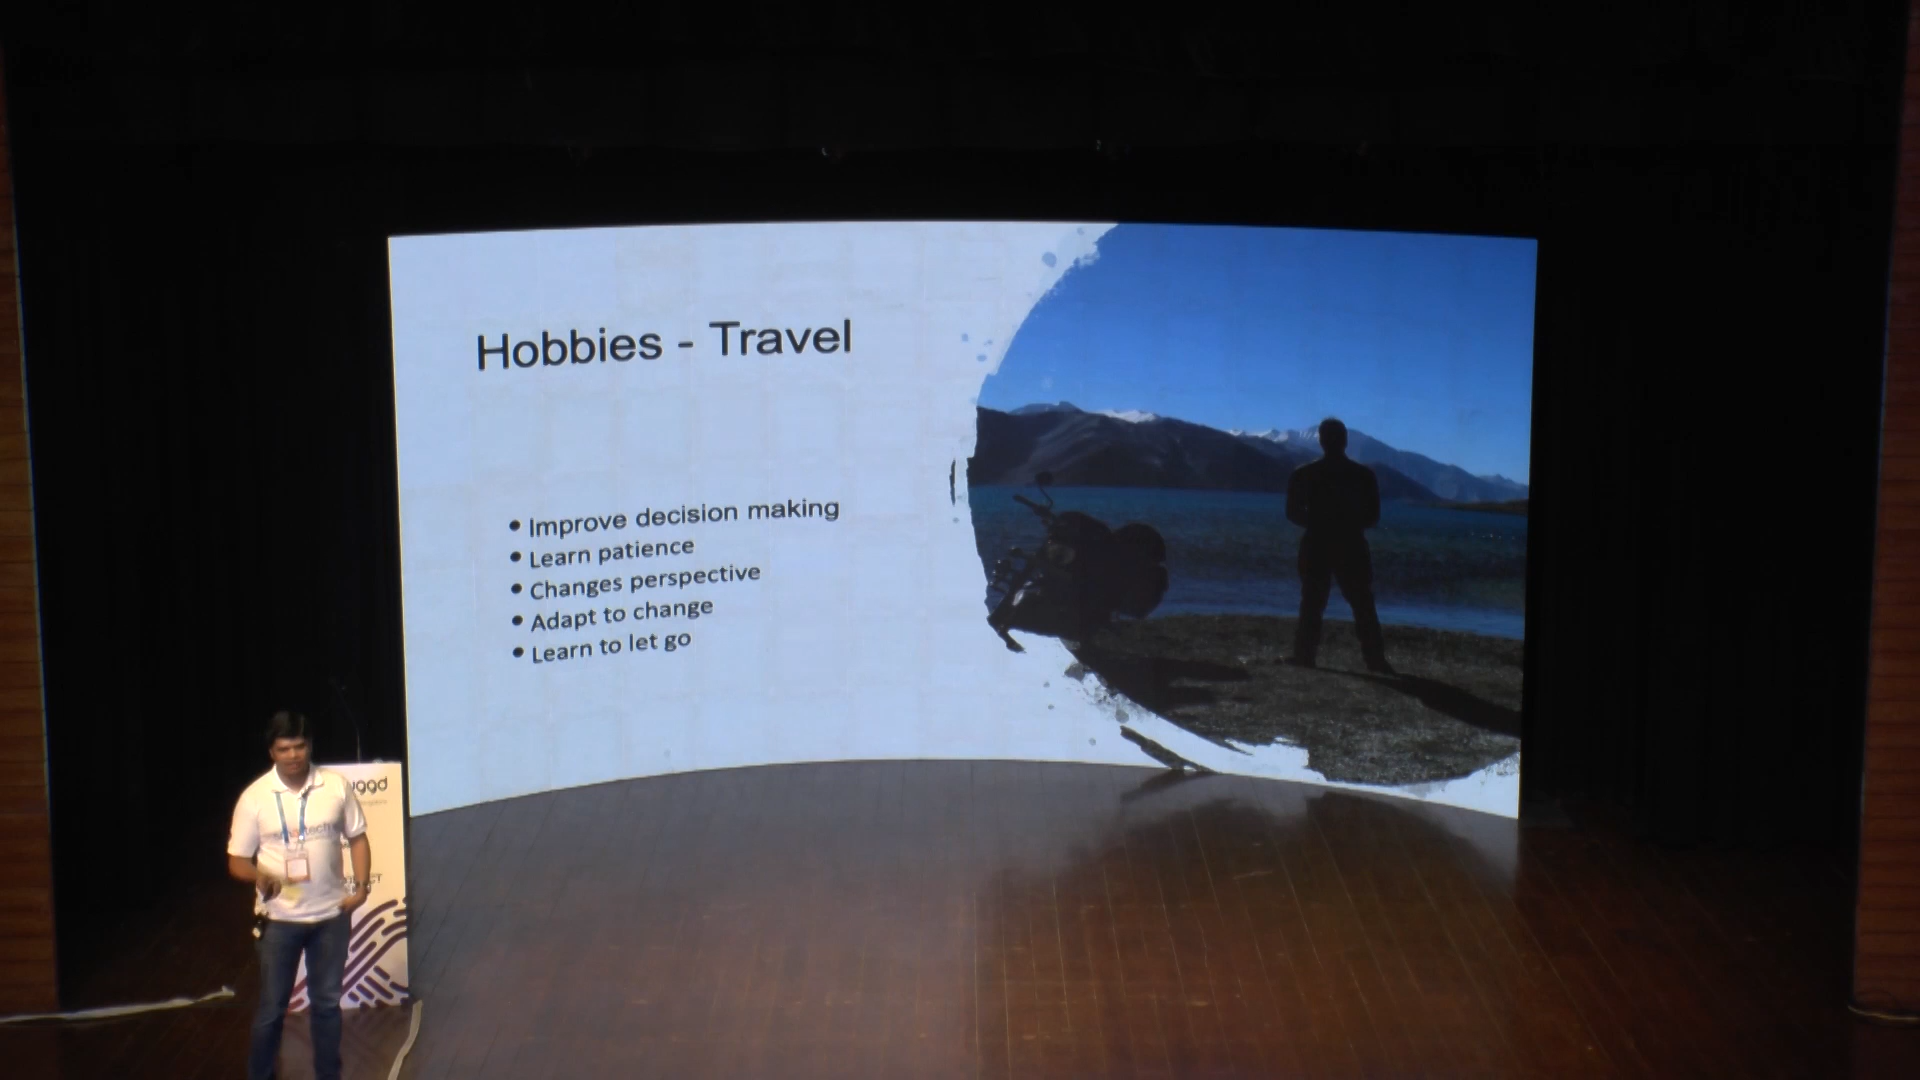 Hobbies - Travel
• Improve decision making
• Learn patience
• Changes perspective
• Adapt to change
• Learn to let go